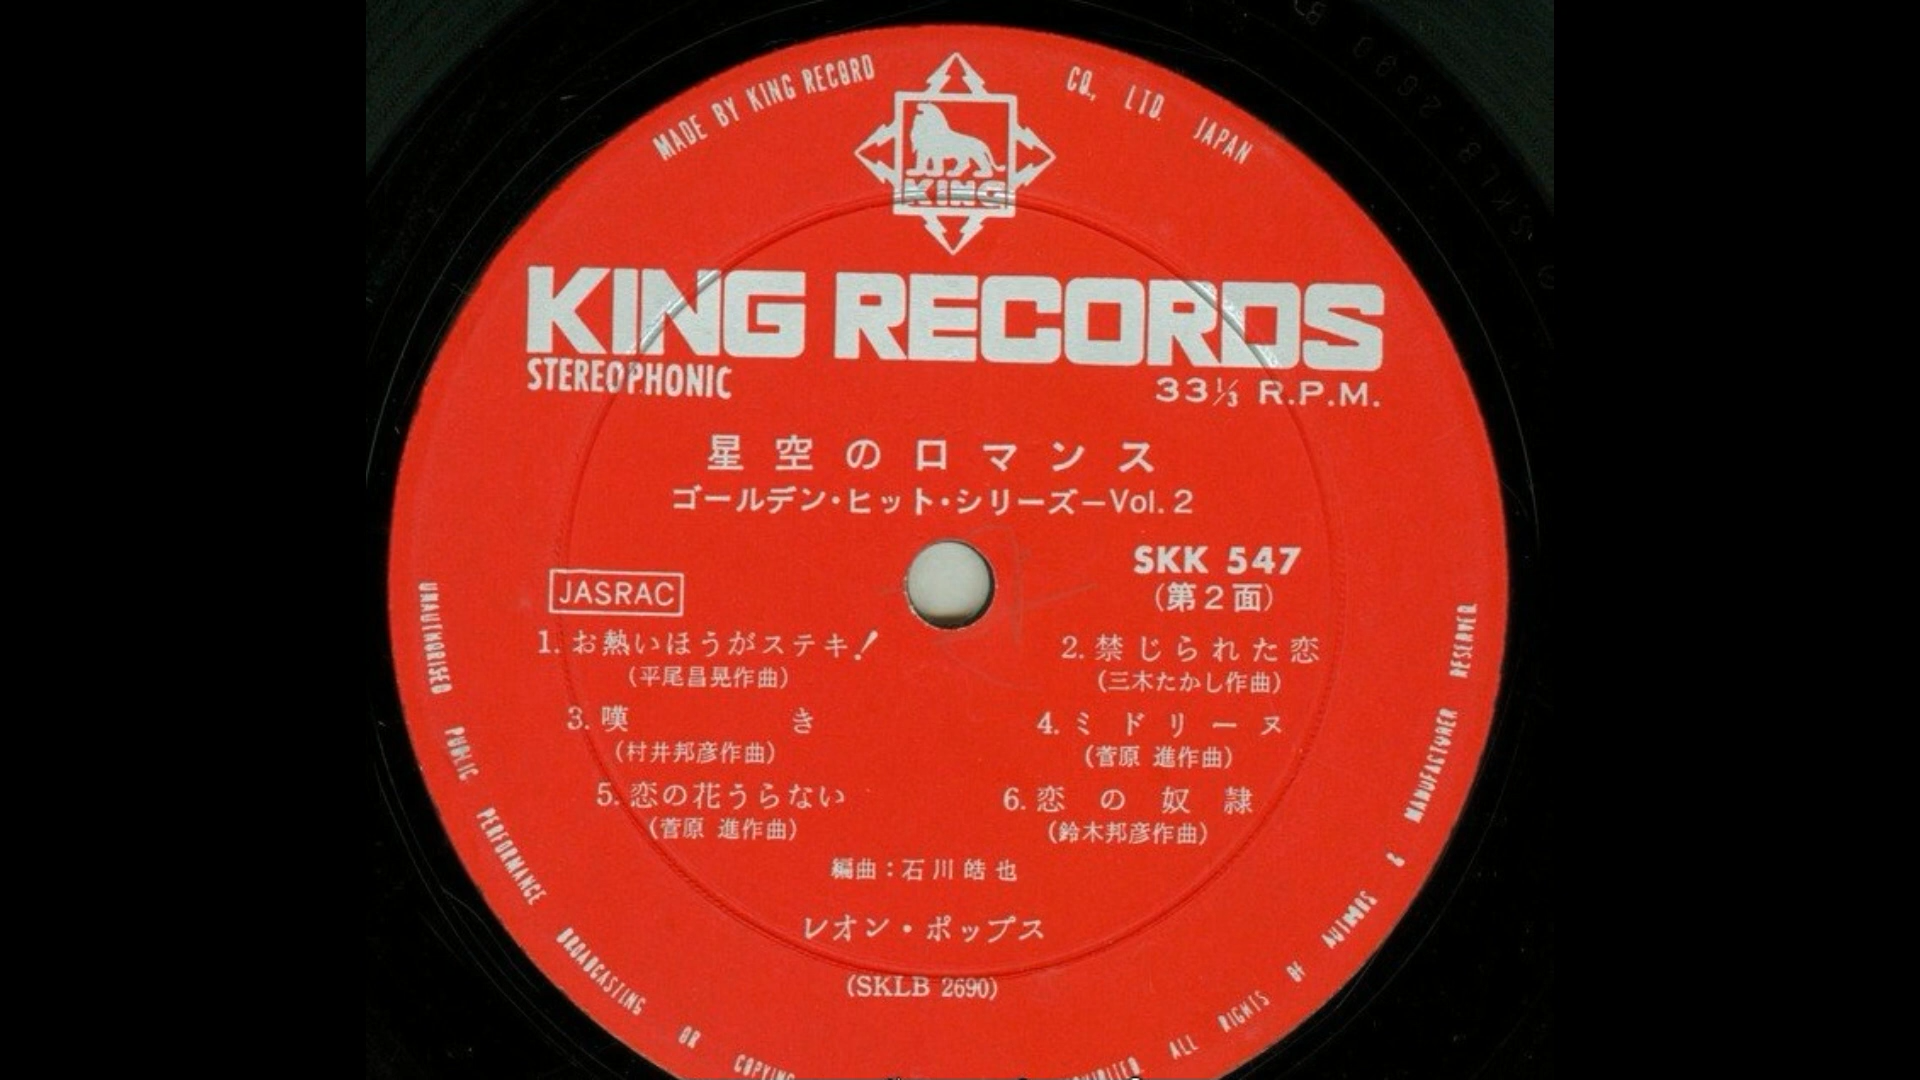 MADE BY KING RECORD CO., LTD. JAPAN
KING
KING RECORDS
STEREOPHONIC
33⅓ R.P.M.
星空のロマンス
ゴールデン・ヒット・シリーズ—Vol. 2
JASRAC
SKK 547
(第2面)
1. お熱いほうがステキ!
(平尾昌晃作曲)
2. 禁じられた恋
(三木たかし作曲)
3. 嘆き
(村井邦彦作曲)
4. ミドリーヌ
(菅原 進作曲)
5. 恋の花うらない
(菅原 進作曲)
6. 恋の奴隷
(鈴木邦彦作曲)
編曲：石川皓也
レオン・ポップス
(SKLB 2690)
UNAUTHORISED PUBLIC PERFORMANCE BROADCASTING OR COPYING
ALL RIGHTS OF AUTHORS & MANUFACTURER RESERVED